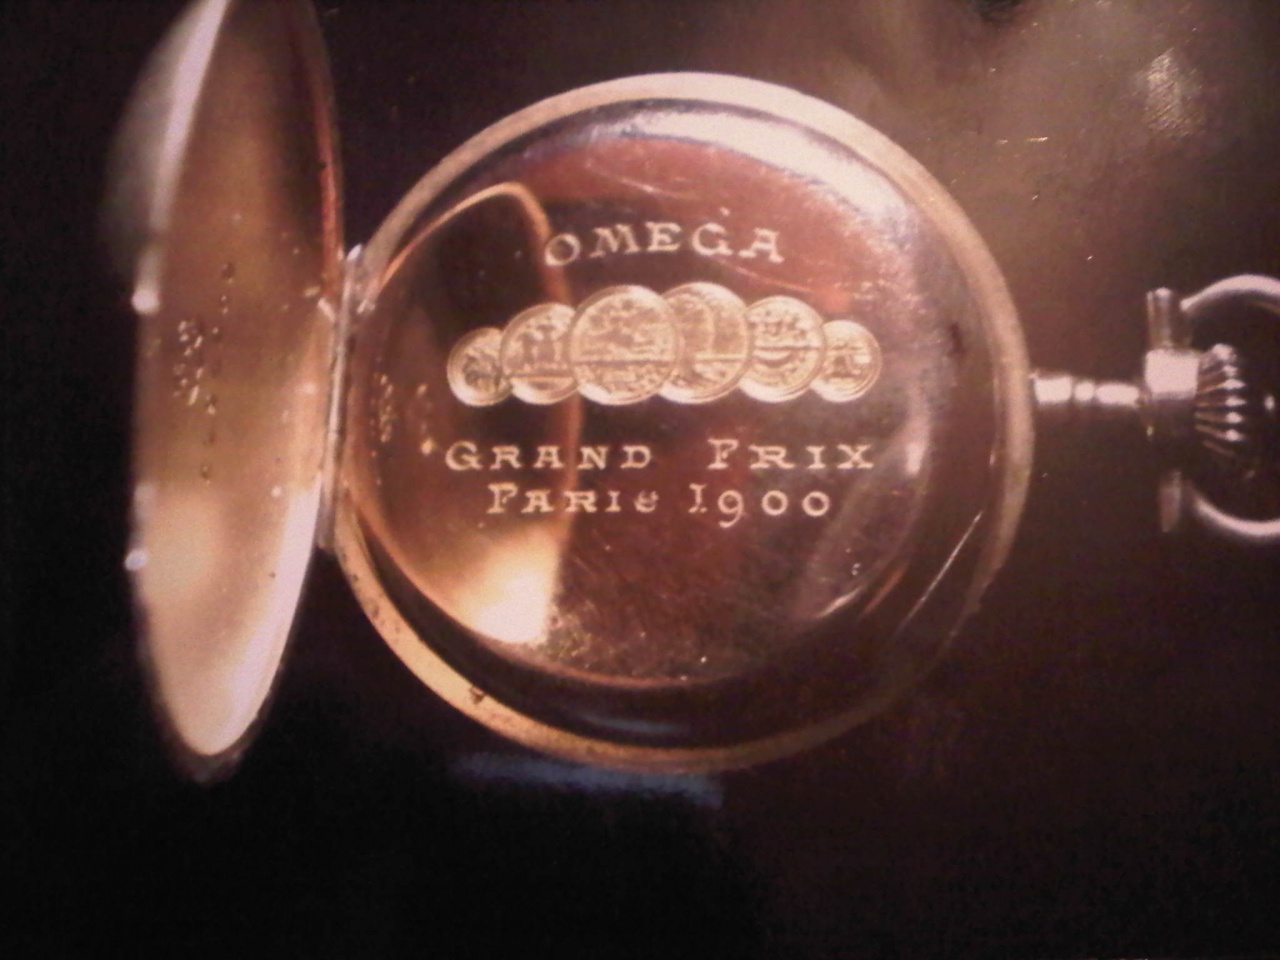 OMEGA
GRAND PRIX
PARIS 1900